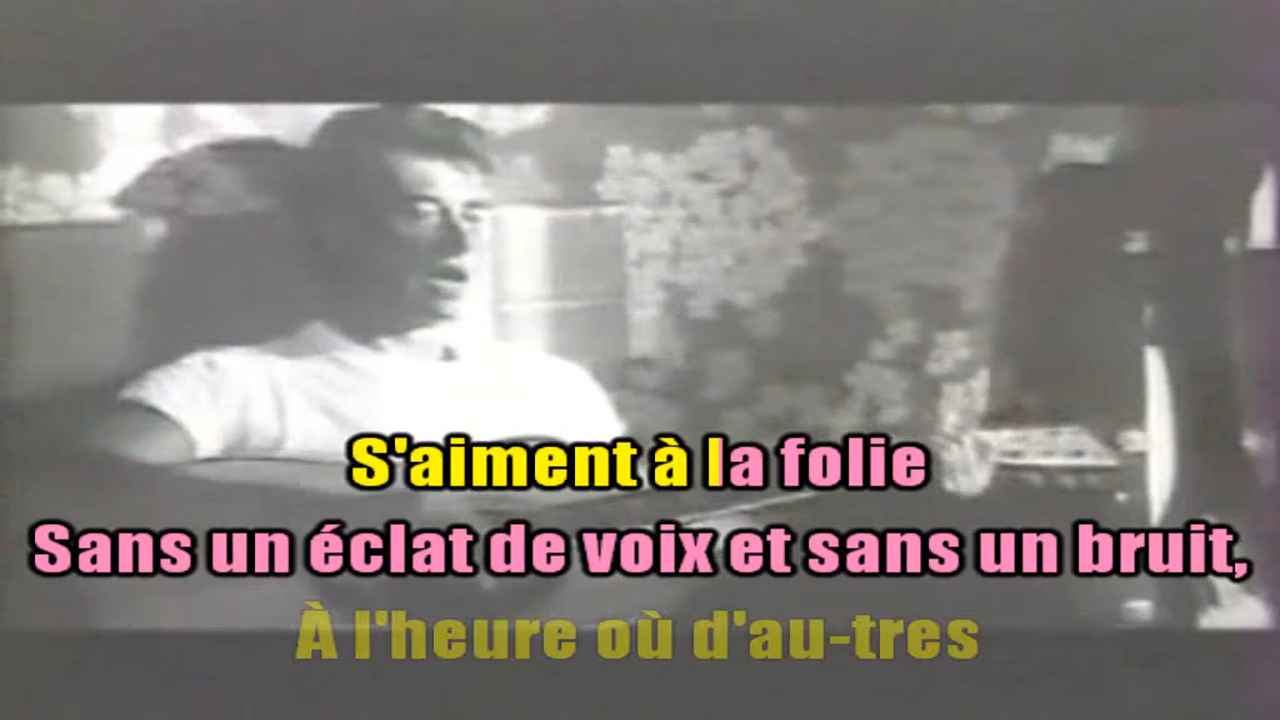 S'aiment à la folie
Sans un éclat de voix et sans un bruit,
À l'heure où d'au-tres